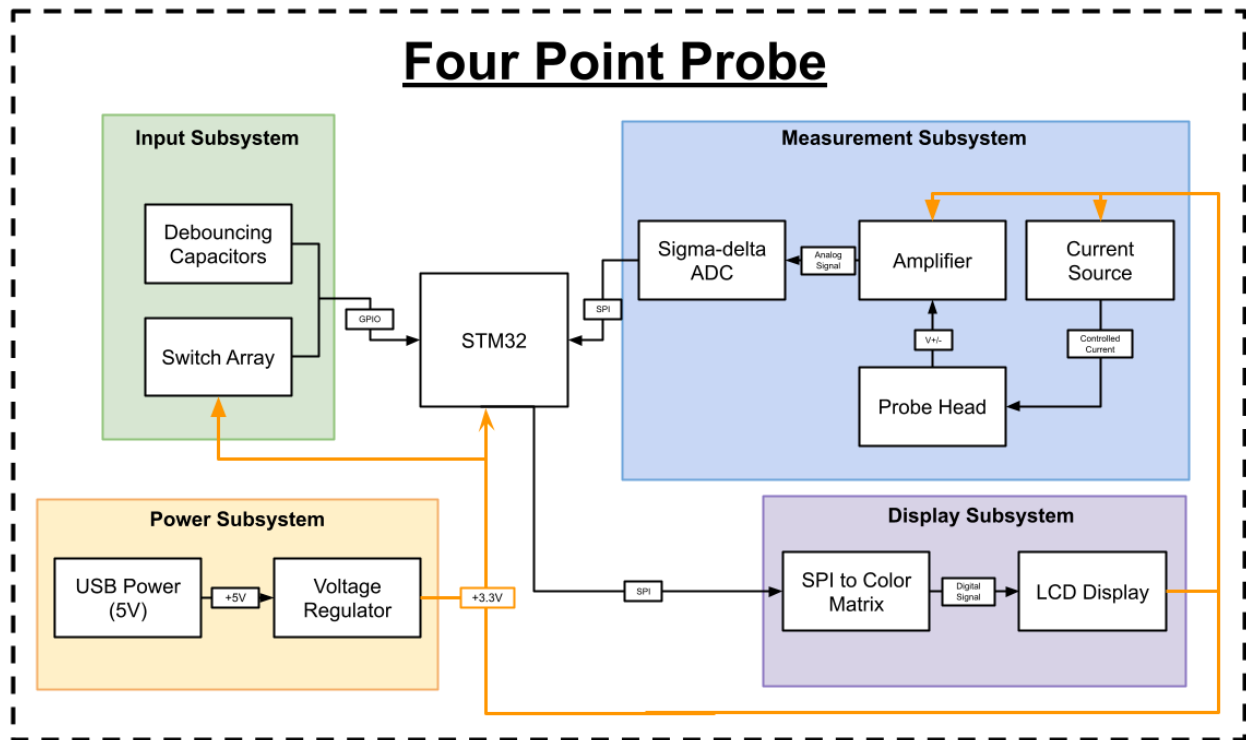 Four Point Probe
Input Subsystem
Debouncing
Capacitors
Switch Array
GPIO
STM32
Measurement Subsystem
Sigma-delta
ADC
SPI
Analog
Signal
Amplifier
Current
Source
V+/-
Controlled
Current
Probe Head
Power Subsystem
USB Power
(5V)
+5V
Voltage
Regulator
+3.3V
SPI
Display Subsystem
SPI to Color
Matrix
Digital
Signal
LCD Display